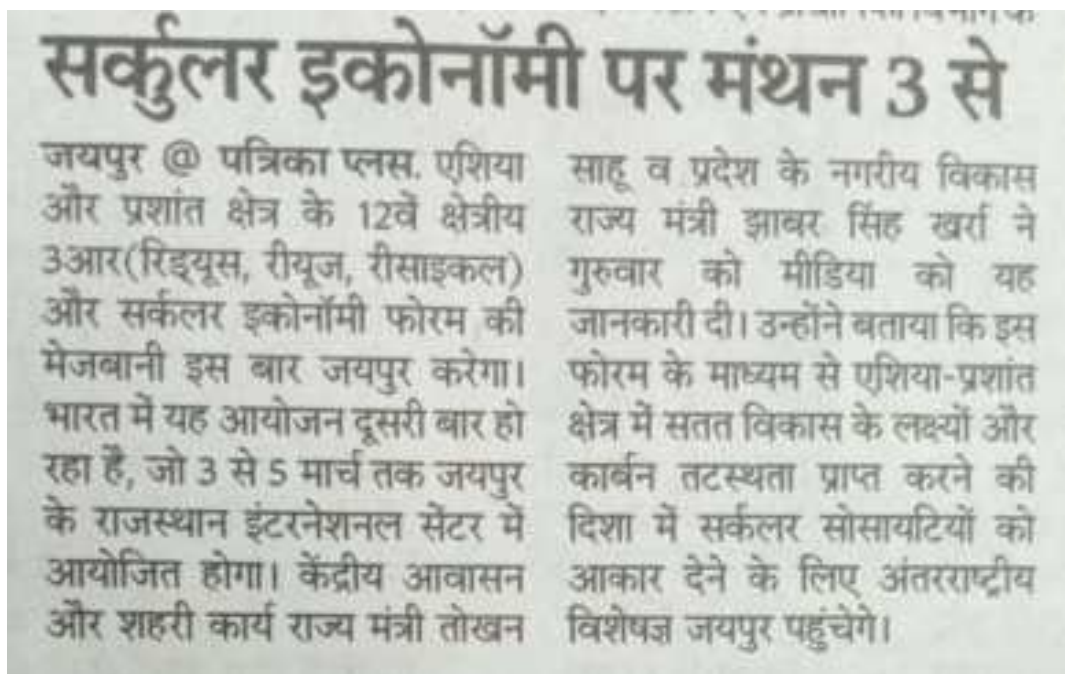 सर्कुलर इकोनॉमी पर मंथन 3 से
जयपुर @ पत्रिका प्लस. एशिया
और प्रशांत क्षेत्र के 12वें क्षेत्रीय
3आर(रिड्यूस, रीयूज, रीसाइकल)
और सर्कलर इकोनॉमी फोरम की
मेजबानी इस बार जयपुर करेगा।
भारत में यह आयोजन दूसरी बार हो
रहा है, जो 3 से 5 मार्च तक जयपुर
के राजस्थान इंटरनेशनल सेंटर में
आयोजित होगा। केंद्रीय आवासन
और शहरी कार्य राज्य मंत्री तोखन
साहू व प्रदेश के नगरीय विकास
राज्य मंत्री झाबर सिंह खर्रा ने
गुरुवार को मीडिया को यह
जानकारी दी। उन्होंने बताया कि इस
फोरम के माध्यम से एशिया-प्रशांत
क्षेत्र में सतत विकास के लक्ष्यों और
कार्बन तटस्थता प्राप्त करने की
दिशा में सर्कलर सोसायटियों को
आकार देने के लिए अंतरराष्ट्रीय
विशेषज्ञ जयपुर पहुंचेगे।